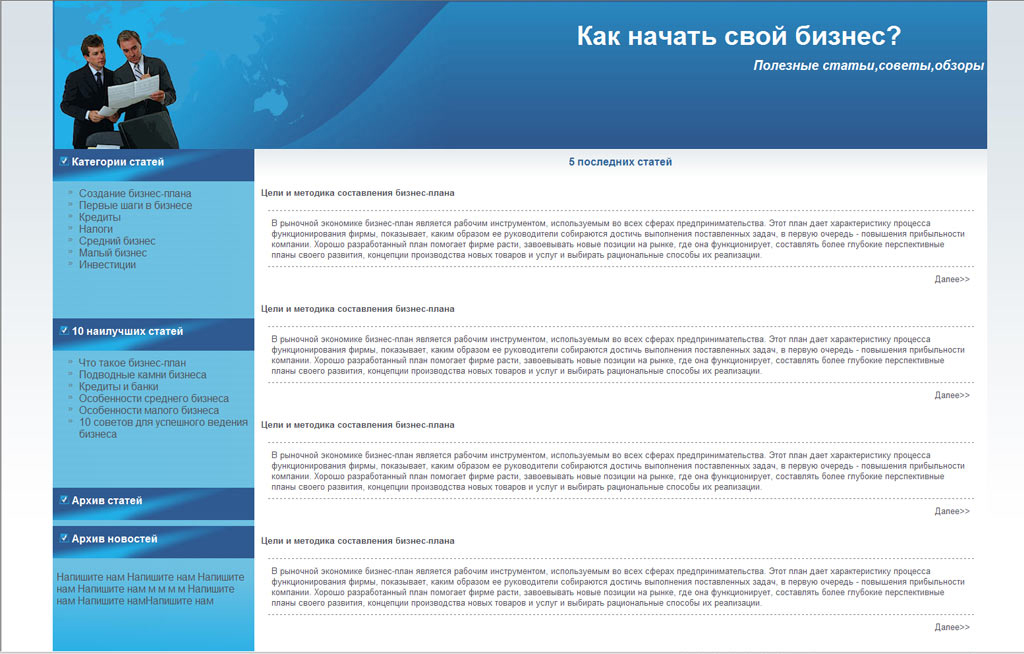 Как начать свой бизнес?
Полезные статьи,советы,обзоры
Категории статей
Создание бизнес-плана
Первые шаги в бизнесе
Кредиты
Налоги
Средний бизнес
Малый бизнес
Инвестиции
10 наилучших статей
Что такое бизнес-план
Подводные камни бизнеса
Кредиты и банки
Особенности среднего бизнеса
Особенности малого бизнеса
10 советов для успешного ведения
бизнеса
Архив статей
Архив новостей
Напишите нам Напишите нам Напишите
нам Напишите нам м м м м Напишите
нам Напишите намНапишите нам
5 последних статей
Цели и методика составления бизнес-плана
В рыночной экономике бизнес-план является рабочим инструментом, используемым во всех сферах предпринимательства. Этот план дает характеристику процесса
функционирования фирмы, показывает, каким образом ее руководители собираются достичь выполнения поставленных задач, в первую очередь - повышения прибыльности
компании. Хорошо разработанный план помогает фирме расти, завоевывать новые позиции на рынке, где она функционирует, составлять более глубокие перспективные
планы своего развития, концепции производства новых товаров и услуг и выбирать рациональные способы их реализации.
Далее>>
Цели и методика составления бизнес-плана
В рыночной экономике бизнес-план является рабочим инструментом, используемым во всех сферах предпринимательства. Этот план дает характеристику процесса
функционирования фирмы, показывает, каким образом ее руководители собираются достичь выполнения поставленных задач, в первую очередь - повышения прибыльности
компании. Хорошо разработанный план помогает фирме расти, завоевывать новые позиции на рынке, где она функционирует, составлять более глубокие перспективные
планы своего развития, концепции производства новых товаров и услуг и выбирать рациональные способы их реализации.
Далее>>
Цели и методика составления бизнес-плана
В рыночной экономике бизнес-план является рабочим инструментом, используемым во всех сферах предпринимательства. Этот план дает характеристику процесса
функционирования фирмы, показывает, каким образом ее руководители собираются достичь выполнения поставленных задач, в первую очередь - повышения прибыльности
компании. Хорошо разработанный план помогает фирме расти, завоевывать новые позиции на рынке, где она функционирует, составлять более глубокие перспективные
планы своего развития, концепции производства новых товаров и услуг и выбирать рациональные способы их реализации.
Далее>>
Цели и методика составления бизнес-плана
В рыночной экономике бизнес-план является рабочим инструментом, используемым во всех сферах предпринимательства. Этот план дает характеристику процесса
функционирования фирмы, показывает, каким образом ее руководители собираются достичь выполнения поставленных задач, в первую очередь - повышения прибыльности
компании. Хорошо разработанный план помогает фирме расти, завоевывать новые позиции на рынке, где она функционирует, составлять более глубокие перспективные
планы своего развития, концепции производства новых товаров и услуг и выбирать рациональные способы их реализации.
Далее>>